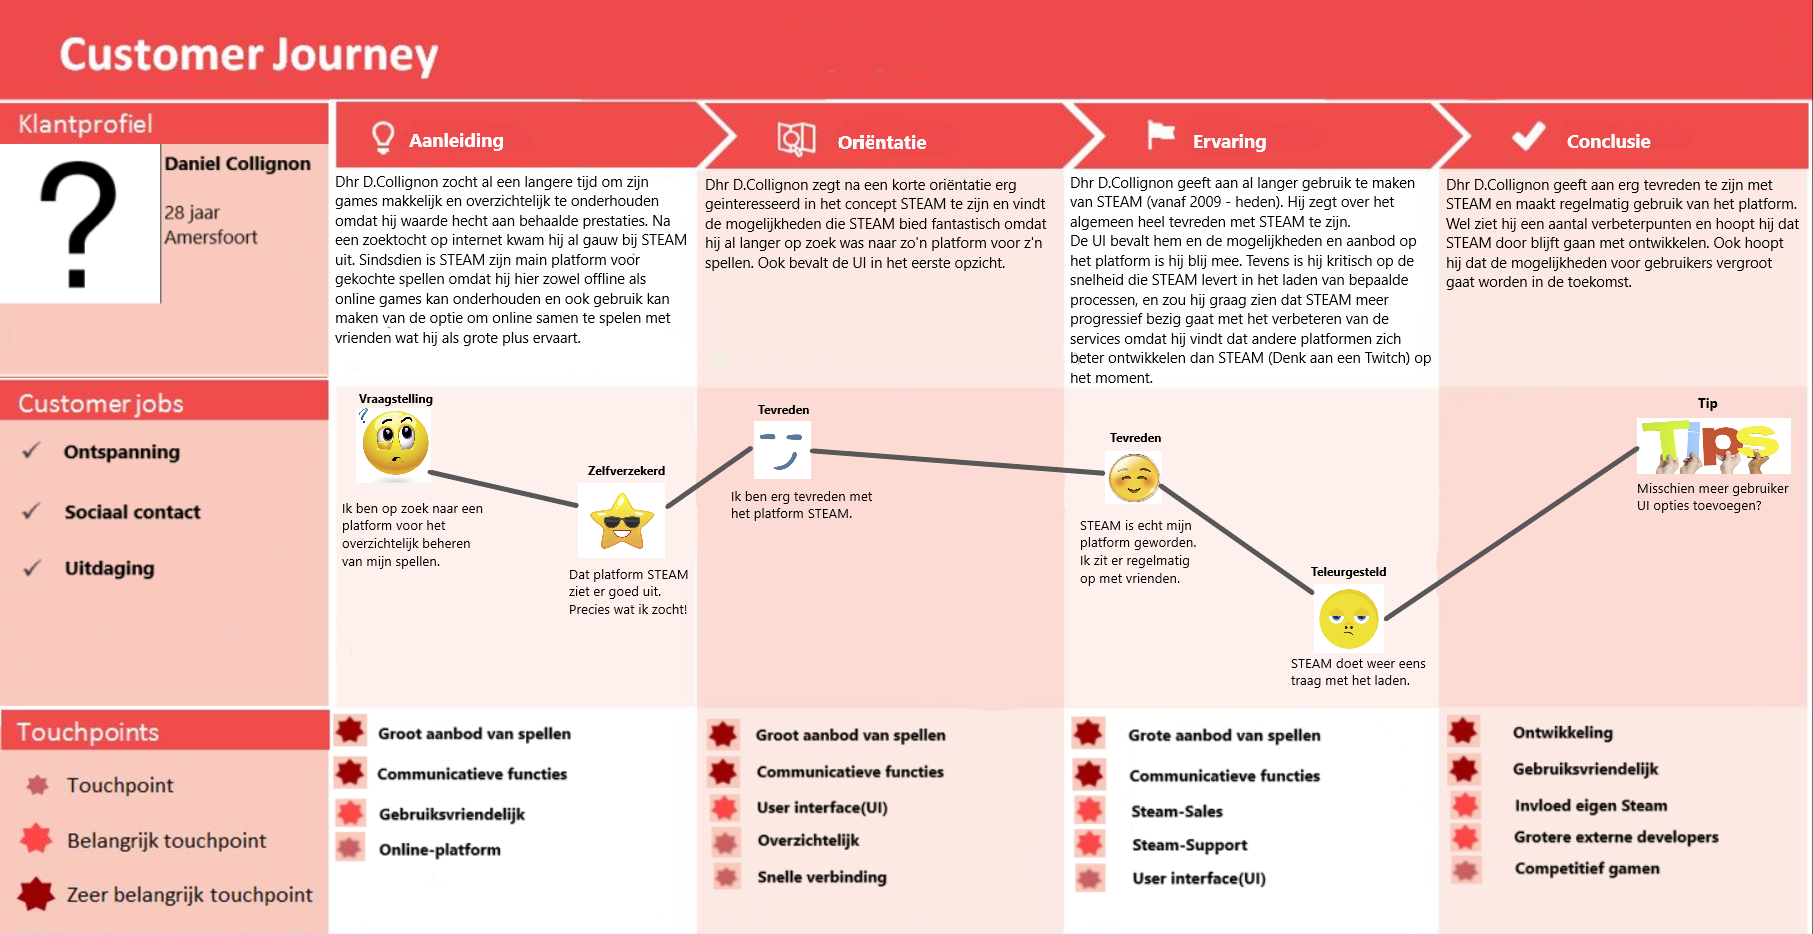 Customer Journey
Klantprofiel
Daniel Collignon
28 jaar
Amersfoort
Aanleiding
Dhr D.Collignon zocht al een langere tijd om zijn
games makkelijk en overzichtelijk te onderhouden
omdat hij waarde hecht aan behaalde prestaties. Na
een zoektocht op internet kwam hij al gauw bij STEAM
uit. Sindsdien is STEAM zijn main platform voor
gekochte spellen omdat hij hier zowel offline als
online games kan onderhouden en ook gebruik kan
maken van de optie om online samen te spelen met
vrienden wat hij als grote plus ervaart.
Oriëntatie
Dhr D.Collignon zegt na een korte oriëntatie erg
geinteresseerd in het concept STEAM te zijn en vindt
de mogelijkheden die STEAM bied fantastisch omdat
hij al langer op zoek was naar zo'n platform voor z'n
spellen. Ook bevalt de UI in het eerste opzicht.
Ervaring
Dhr D.Collignon geeft aan al langer gebruik te maken
van STEAM (vanaf 2009 - heden). Hij zegt over het
algemeen heel tevreden met STEAM te zijn.
De UI bevalt hem en de mogelijkheden en aanbod op
het platform is hij blij mee. Tevens is hij kritisch op de
snelheid die STEAM levert in het laden van bepaalde
processen, en zou hij graag zien dat STEAM meer
progressief bezig gaat met het verbeteren van de
services omdat hij vindt dat andere platformen zich
beter ontwikkelen dan STEAM (Denk aan een Twitch) op
het moment.
Conclusie
Dhr D.Collignon geeft aan erg tevreden te zijn met
STEAM en maakt regelmatig gebruik van het platform.
Wel ziet hij een aantal verbeterpunten en hoopt hij dat
STEAM door blijft gaan met ontwikkelen. Ook hoopt
hij dat de mogelijkheden voor gebruikers vergroot
gaat worden in de toekomst.
Customer jobs
Ontspanning
Sociaal contact
Uitdaging
Vraagstelling
Ik ben op zoek naar een
platform voor het
overzichtelijk beheren
van mijn spellen.
Zelfverzekerd
Dat platform STEAM
ziet er goed uit.
Precies wat ik zocht!
Tevreden
Ik ben erg tevreden met
het platform STEAM.
Tevreden
STEAM is echt mijn
platform geworden.
Ik zit er regelmatig
op met vrienden.
Teleurgesteld
STEAM doet weer eens
traag met het laden.
Tip
Tips
Misschien meer gebruiker
UI opties toevoegen?
Touchpoints
Touchpoint
Belangrijk touchpoint
Zeer belangrijk touchpoint
Groot aanbod van spellen
Communicatieve functies
Gebruiksvriendelijk
Online-platform
Groot aanbod van spellen
Communicatieve functies
User interface(UI)
Overzichtelijk
Snelle verbinding
Grote aanbod van spellen
Communicatieve functies
Steam-Sales
Steam-Support
User interface(UI)
Ontwikkeling
Gebruiksvriendelijk
Invloed eigen Steam
Grotere externe developers
Competitief gamen